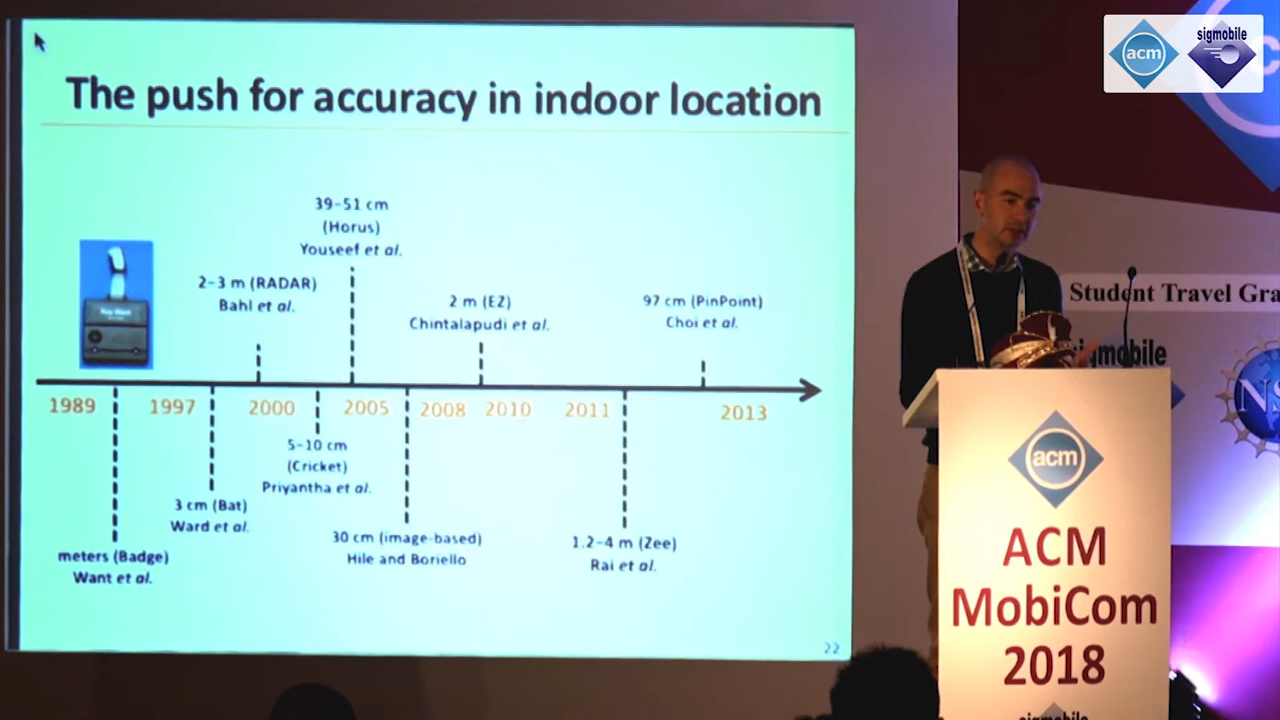 The push for accuracy in indoor location
39-51 cm
(Horus)
Youseef et al.
2-3 m (RADAR)
Bahl et al.
2 m (EZ)
Chintalapudi et al.
97 cm (PinPoint)
Choi et al.
1989
1997
2000
2005
2008
2010
2011
2013
5-10 cm
(Cricket)
Priyantha et al.
3 cm (Bat)
Ward et al.
30 cm (image-based)
Hile and Boriello
1.2-4 m (Zee)
Rai et al.
meters (Badge)
Want et al.
22
acm
sigmobile
Student Travel Gra
igmobile
NS
acm
ACM
MobiCom
2018
sigmobile